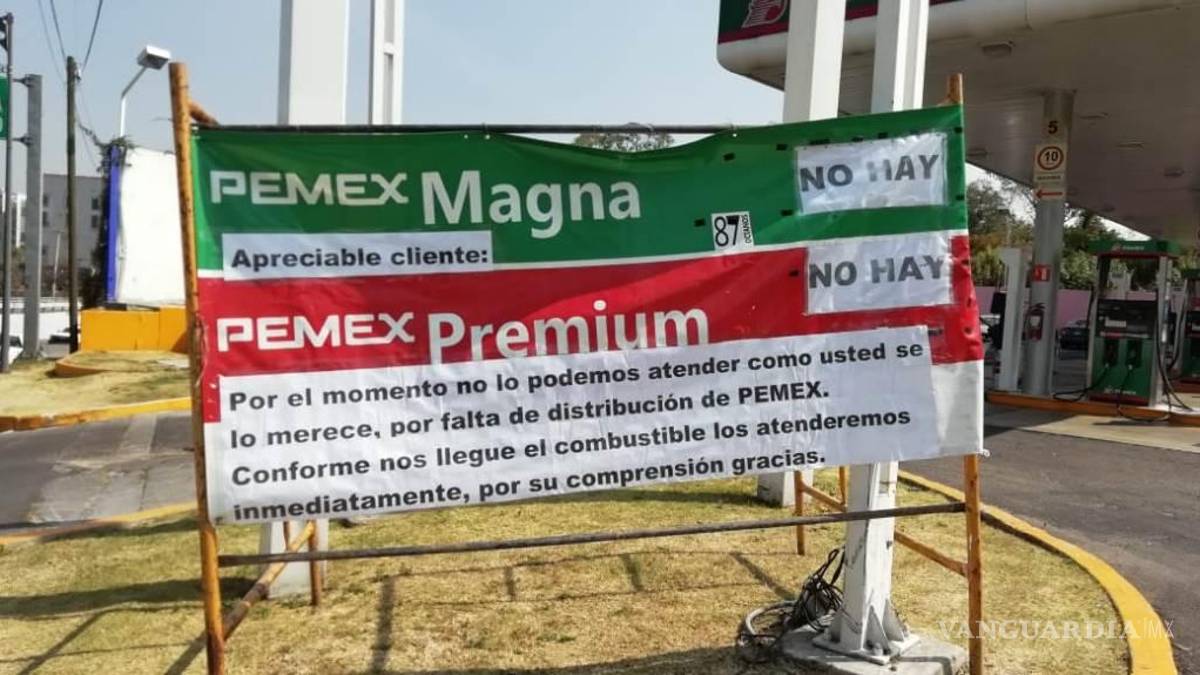 PEMEX Magna
NO HAY
87
OCTANOS
Apreciable cliente:
NO HAY
PEMEX Premium
Por el momento no lo podemos atender como usted se
lo merece, por falta de distribución de PEMEX.
Conforme nos llegue el combustible los atenderemos
inmediatamente, por su comprensión gracias.
5
10
VANGUARDIA|MX